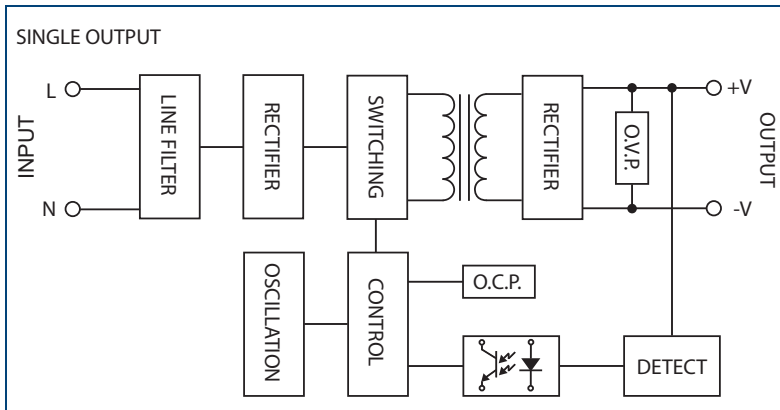 SINGLE OUTPUT
L
N
INPUT
LINE FILTER
RECTIFIER
SWITCHING
RECTIFIER
O.V.P.
+V
-V
OUTPUT
OSCILLATION
CONTROL
O.C.P.
DETECT